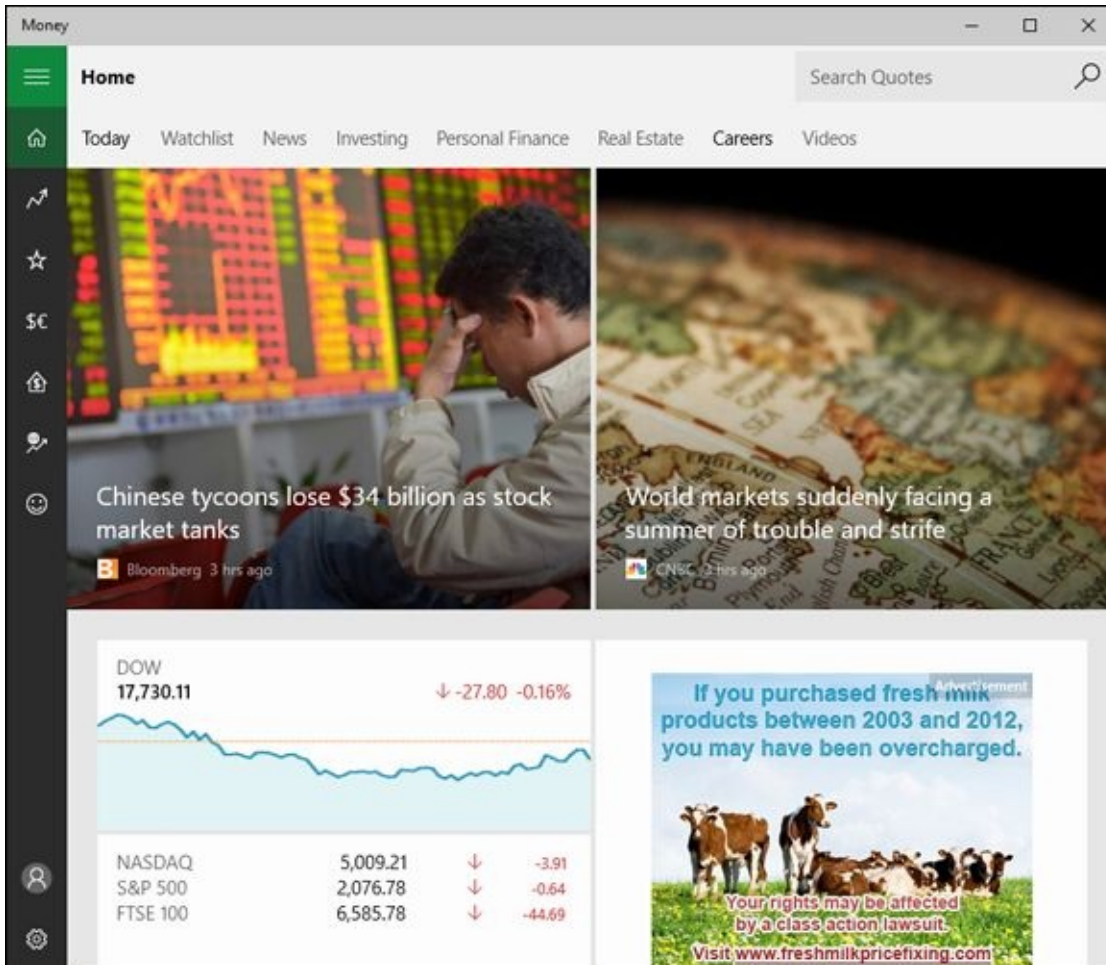 Money
Home
Search Quotes
Today Watchlist News Investing Personal Finance Real Estate Careers Videos
$€
Chinese tycoons lose $34 billion as stock
market tanks
B Bloomberg 3 hrs ago
SEA
ENGLAND
FRANCE
World markets suddenly facing a
summer of trouble and strife
CNBC 3 hrs ago
DOW
17,730.11 ↓ -27.80 -0.16%
NASDAQ 5,009.21 ↓ -3.91
S&P 500 2,076.78 ↓ -0.64
FTSE 100 6,585.78 ↓ -44.69
Advertisement
If you purchased fresh milk
products between 2003 and 2012,
you may have been overcharged.
Your rights may be affected
by a class action lawsuit.
Visit www.freshmilkpricefixing.com